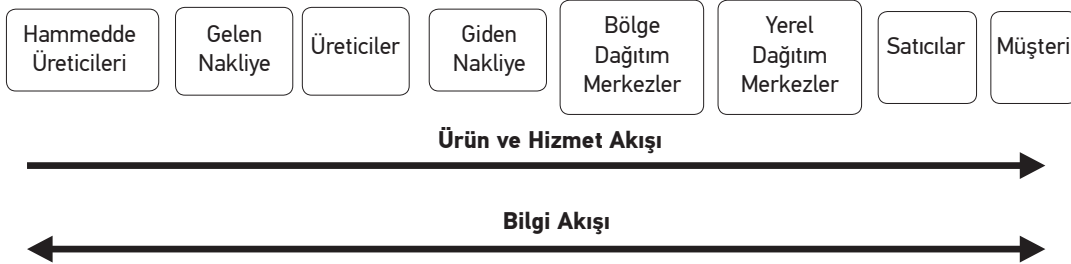 Hammedde
Üreticileri
Gelen
Nakliye
Üreticiler
Giden
Nakliye
Bölge
Dağıtım
Merkezler
Yerel
Dağıtım
Merkezler
Satıcılar
Müşteri
Ürün ve Hizmet Akışı
Bilgi Akışı